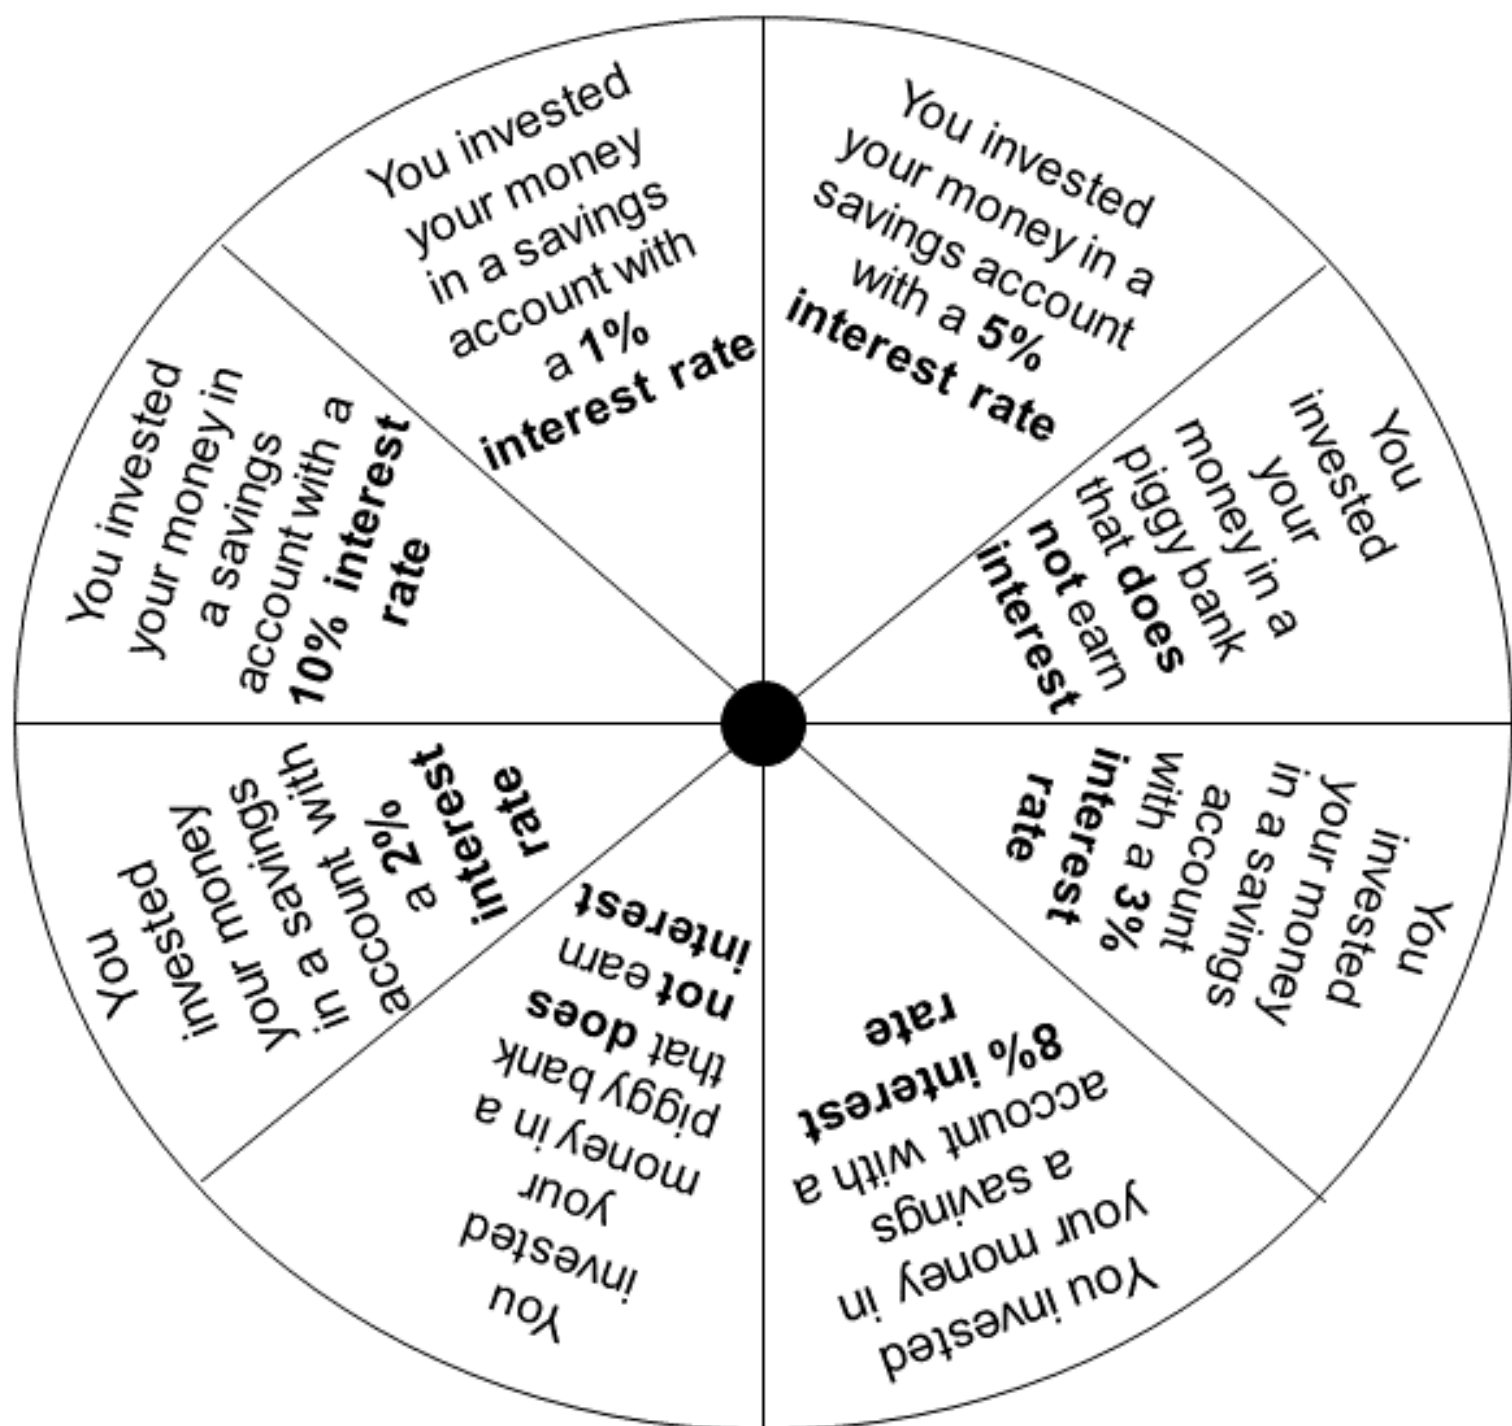 You invested
your money in a
savings account
with a 5%
interest rate
You
invested
your
money in a
piggy bank
that does
not earn
interest
You
invested
your money
in a savings
account
with a 3%
interest
rate
You invested
your money in
a savings
account with a
8% interest
rate
You
invested
your
money in a
piggy bank
that does
not earn
interest
You
invested
your money
in a savings
account with
a 2%
interest
rate
You invested
your money in
a savings
account with a
10% interest
rate
You invested
your money
in a savings
account with
a 1%
interest rate